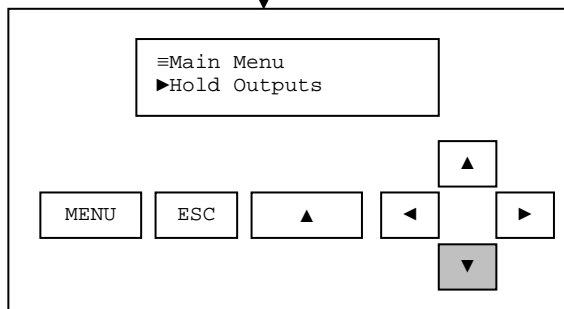 ≡Main Menu
►Hold Outputs
▲
MENU ESC ▲ ◄ ►
▼